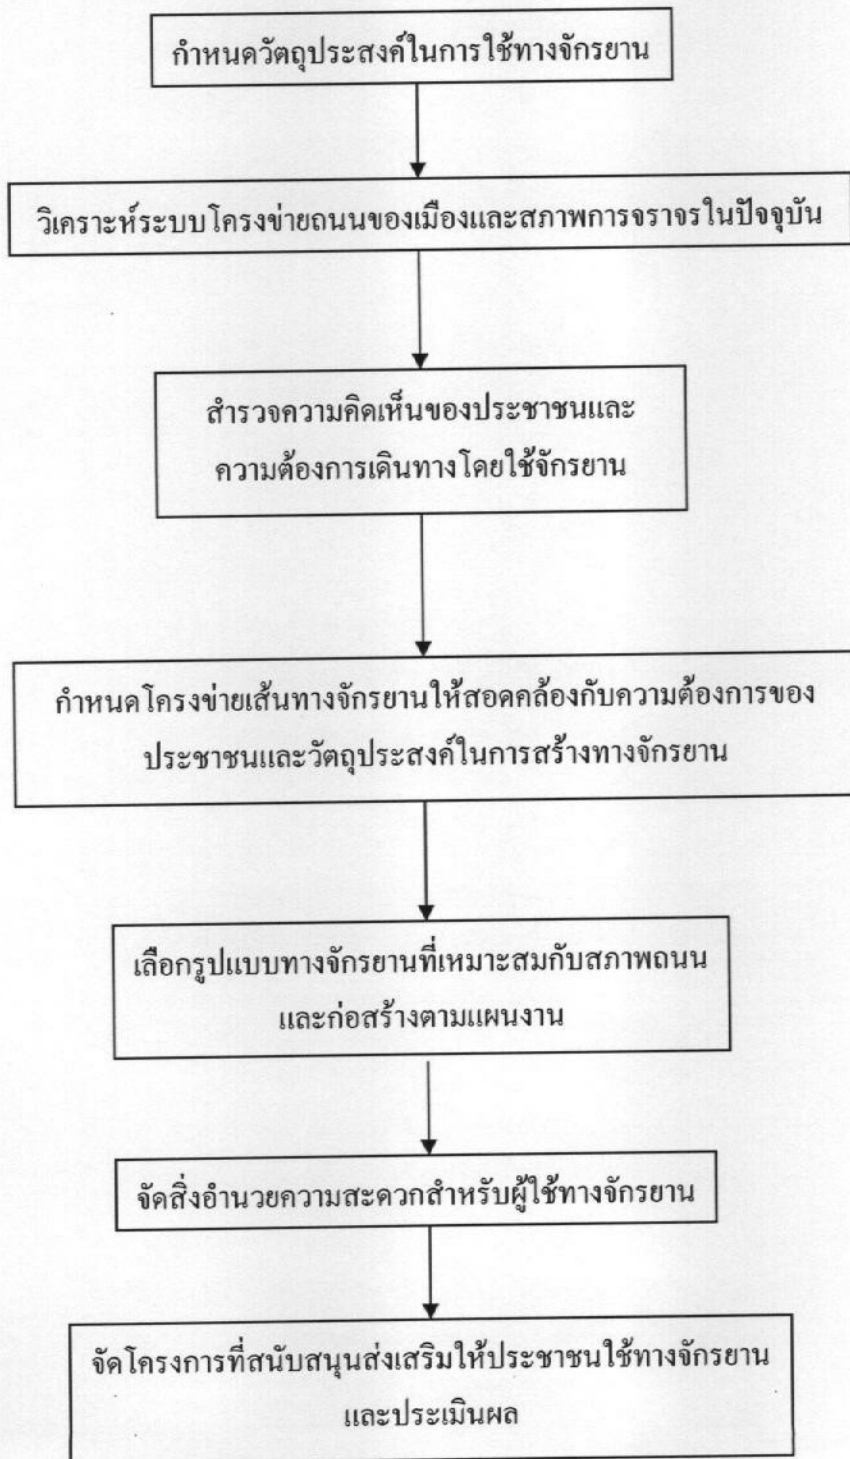 กำหนดวัตถุประสงค์ในการใช้ทางจักรยาน
วิเคราะห์ระบบโครงข่ายถนนของเมืองและสภาพการจราจรในปัจจุบัน
สำรวจความคิดเห็นของประชาชนและ
ความต้องการเดินทางโดยใช้จักรยาน
กำหนดโครงข่ายเส้นทางจักรยานให้สอดคล้องกับความต้องการของ
ประชาชนและวัตถุประสงค์ในการสร้างทางจักรยาน
เลือกรูปแบบทางจักรยานที่เหมาะสมกับสภาพถนน
และก่อสร้างตามแผนงาน
จัดสิ่งอำนวยความสะดวกสำหรับผู้ใช้ทางจักรยาน
จัดโครงการที่สนับสนุนส่งเสริมให้ประชาชนใช้ทางจักรยาน
และประเมินผล